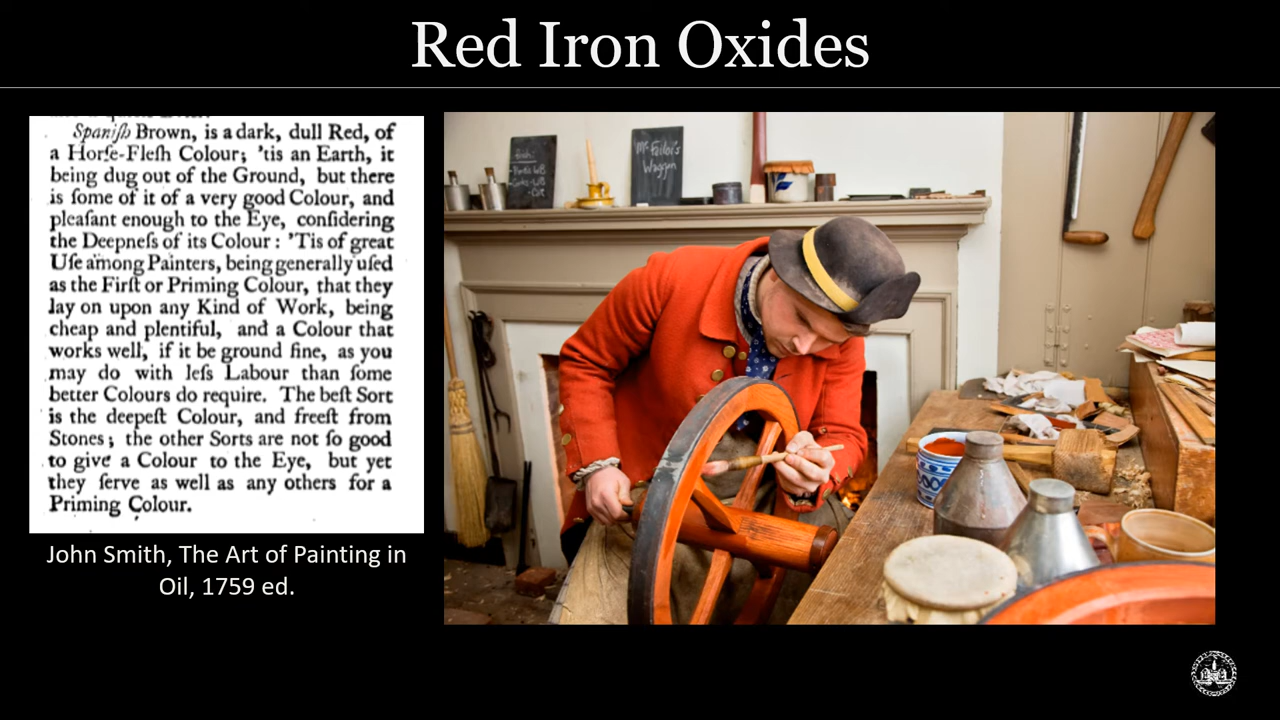 Red Iron Oxides
Spaniſh Brown, is a dark, dull Red, of
a Horſe-Fleſh Colour; 'tis an Earth, it
being dug out of the Ground, but there
is ſome of it of a very good Colour, and
pleaſant enough to the Eye, conſidering
the Deepneſs of its Colour: 'Tis of great
Uſe among Painters, being generally uſed
as the Firſt or Priming Colour, that they
lay on upon any Kind of Work, being
cheap and plentiful, and a Colour that
works well, if it be ground fine, as you
may do with leſs Labour than ſome
better Colours do require. The beſt Sort
is the deepeſt Colour, and freeſt from
Stones; the other Sorts are not ſo good
to give a Colour to the Eye, but yet
they ſerve as well as any others for a
Priming Colour.
John Smith, The Art of Painting in
Oil, 1759 ed.
Waggon